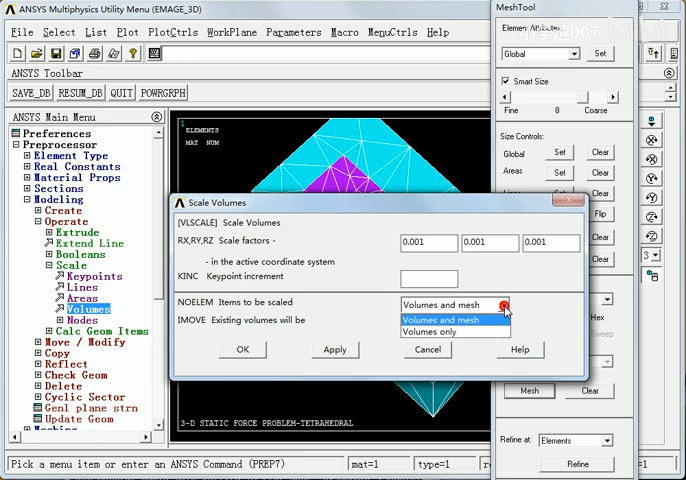 ANSYS Multiphysics Utility Menu (EMAGE_3D)
File Select List Plot PlotCtrls WorkPlane Parameters Macro MenuCtrls Help
ANSYS Toolbar
SAVE_DB RESUM_DB QUIT POWRGRPH
ANSYS Main Menu
Preferences
Preprocessor
Element Type
Real Constants
Material Props
Sections
Modeling
Create
Operate
Extrude
Extend Line
Booleans
Scale
Keypoints
Lines
Areas
Volumes
Nodes
Calc Geom Items
Move / Modify
Copy
Reflect
Check Geom
Delete
Cyclic Sector
Genl plane strn
Update Geom
1
ELEMENTS
MAT NUM
3-D STATIC FORCE PROBLEM-TETRAHEDRAL
Scale Volumes
[VLSCALE] Scale Volumes
RX,RY,RZ Scale factors - 0.001 0.001 0.001
- in the active coordinate system
KINC Keypoint increment
NOELEM Items to be scaled Volumes and mesh
Volumes and mesh
Volumes only
IMOVE Existing volumes will be
OK Apply Cancel Help
MeshTool
Element Attributes:
Global Set
Smart Size
Fine 8 Coarse
Size Controls:
Global Set Clear
Areas Set Clear
Set Clear
Flip
Clear
Clear
3
Hex
Sweep
Mesh Clear
Refine at: Elements
Refine
Pick a menu item or enter an ANSYS Command (PREP7) mat=1 type=1